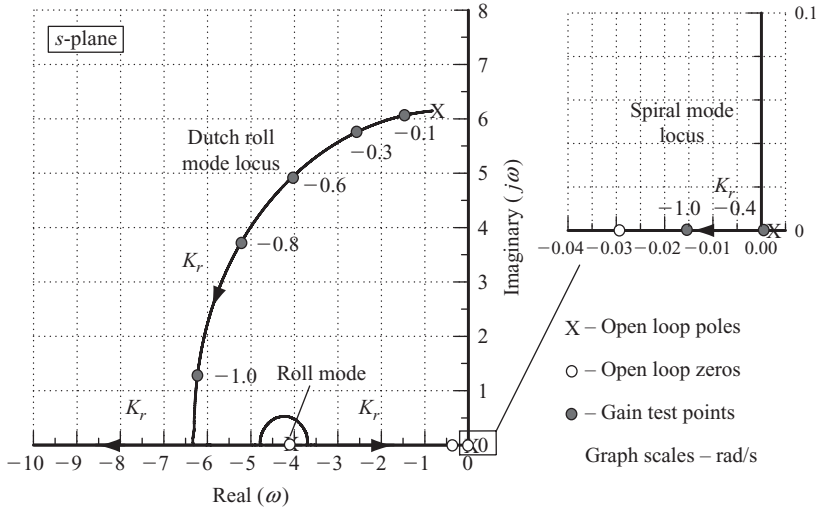 s-plane
8
7
6
5
4
3
2
1
0
Imaginary (jω)
X
−0.1
−0.3
−0.6
−0.8
−1.0
Dutch roll
mode locus
K_r
Roll mode
K_r
K_r
X
X
−10 −9 −8 −7 −6 −5 −4 −3 −2 −1 0
Real (ω)
0.1
Spiral mode
locus
K_r
−1.0 −0.4
X
0
−0.04 −0.03 −0.02 −0.01 0.00
X – Open loop poles
– Open loop zeros
– Gain test points
Graph scales – rad/s